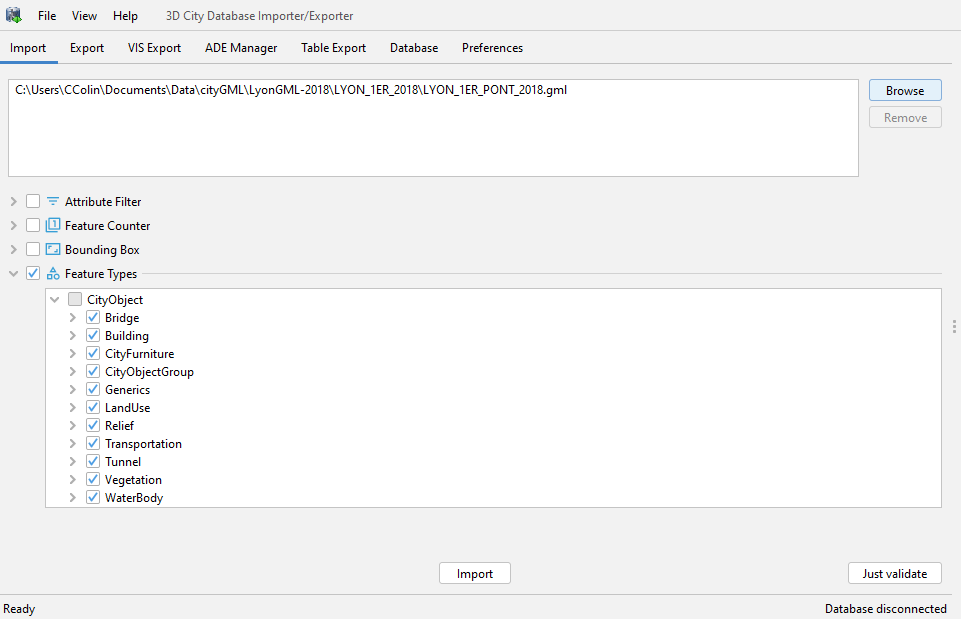 File View Help 3D City Database Importer/Exporter
Import Export VIS Export ADE Manager Table Export Database Preferences
C:\Users\CColin\Documents\Data\cityGML\LyonGML-2018\LYON_1ER_2018\LYON_1ER_PONT_2018.gml
Browse
Remove
Attribute Filter
Feature Counter
Bounding Box
Feature Types
CityObject
Bridge
Building
CityFurniture
CityObjectGroup
Generics
LandUse
Relief
Transportation
Tunnel
Vegetation
WaterBody
Import Just validate
Ready Database disconnected